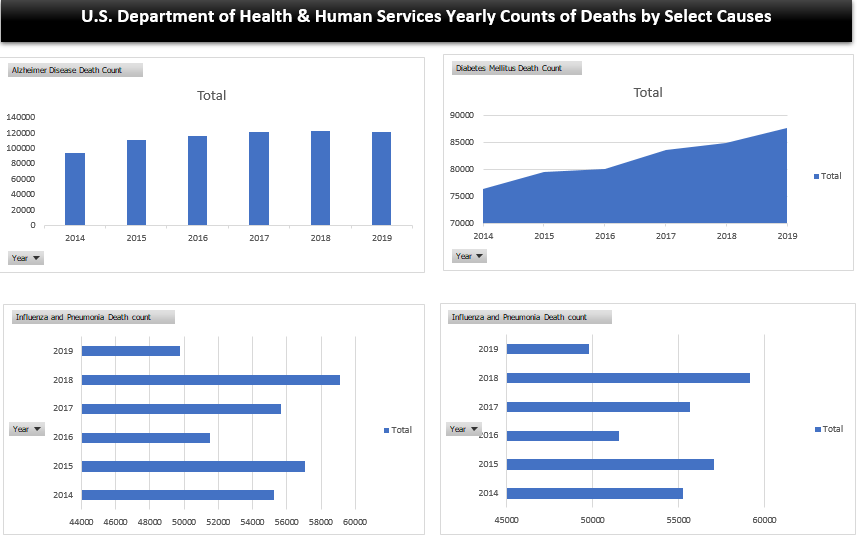 U.S. Department of Health & Human Services Yearly Counts of Deaths by Select Causes
Alzheimer Disease Death Count
Total
140000
120000
100000
80000
60000
40000
20000
0
2014 2015 2016 2017 2018 2019
Year
Diabetes Mellitus Death Count
Total
90000
85000
80000
75000
70000
2014 2015 2016 2017 2018 2019
Total
Year
Influenza and Pneumonia Death count
2019
2018
2017
2016
2015
2014
44000 46000 48000 50000 52000 54000 56000 58000 60000
Year
Total
Influenza and Pneumonia Death count
2019
2018
2017
2016
2015
2014
45000 50000 55000 60000
Year
Total